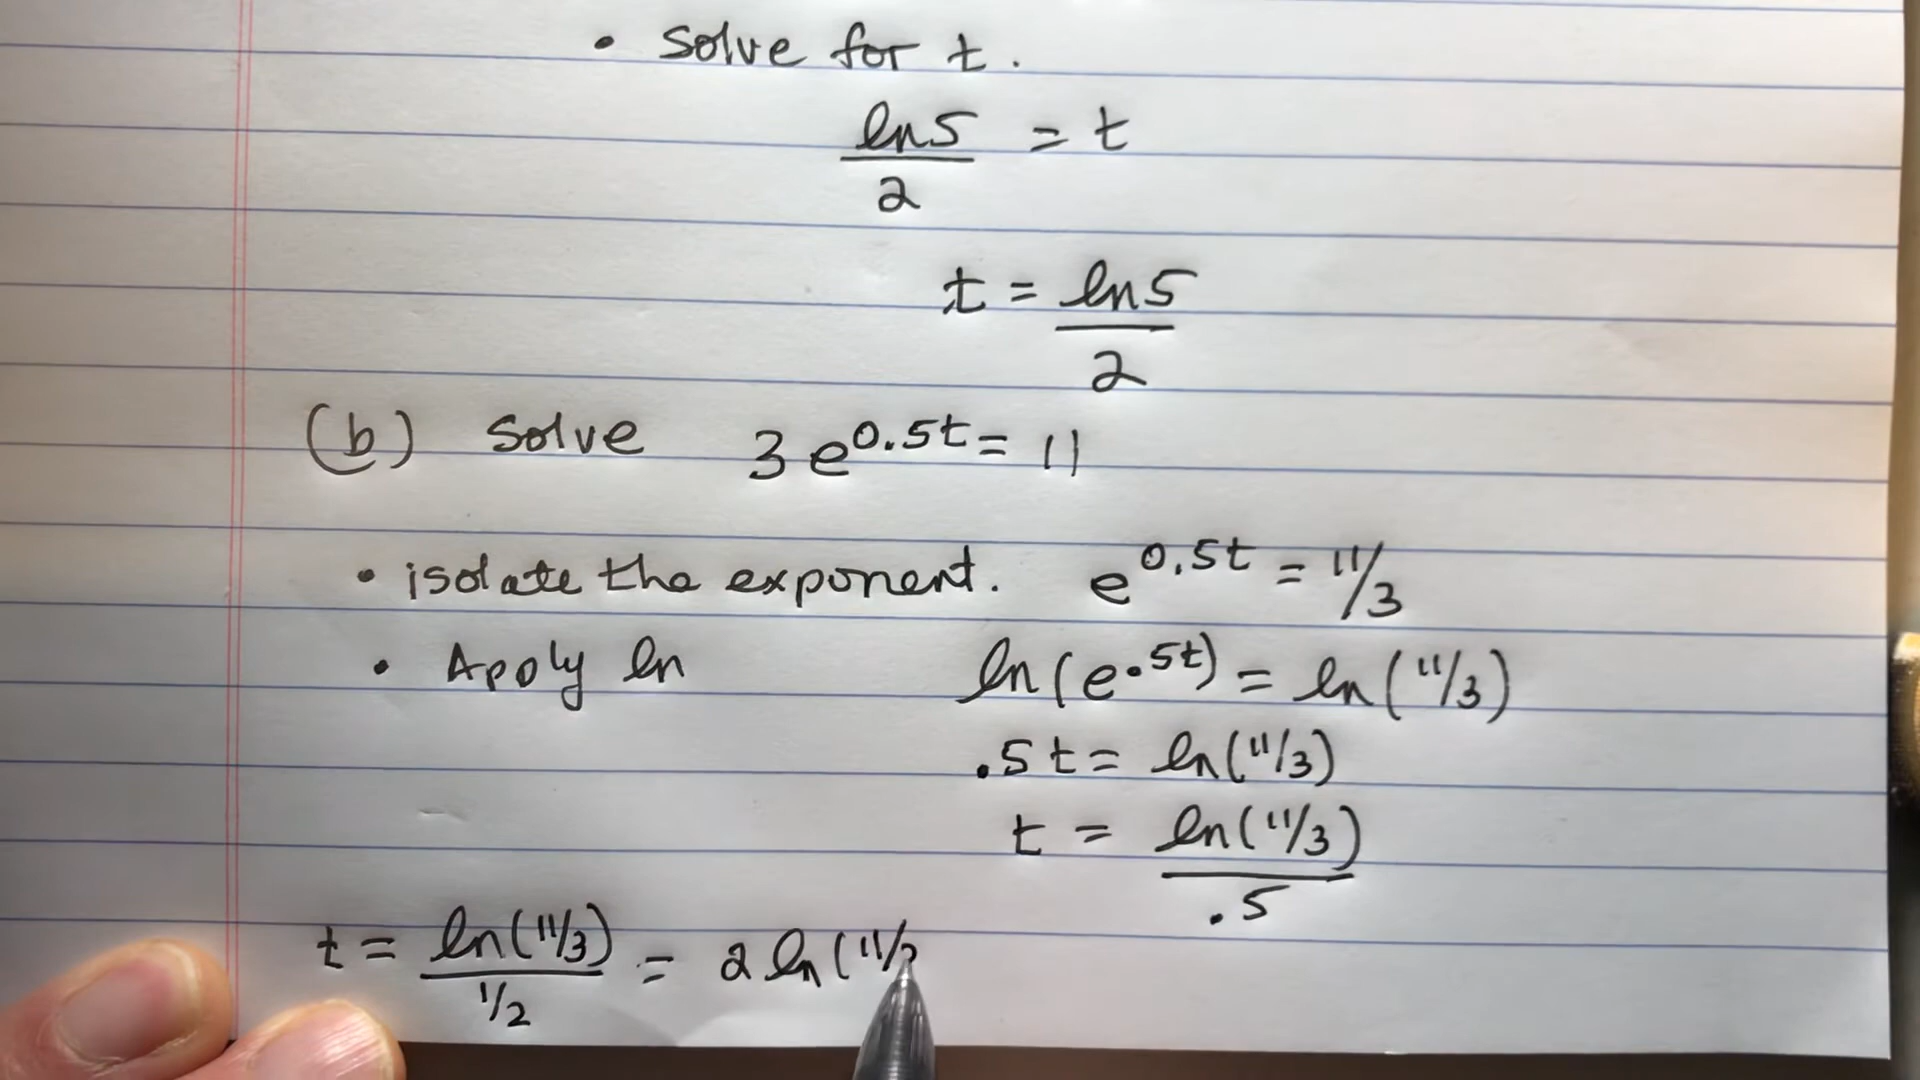 • Solve for t.
ln5/2 = t
t = ln5/2
(b) Solve 3e^0.5t = 11
• isolate the exponent. e^0.5t = 11/3
• Apply ln ln(e^.5t) = ln(11/3)
.5t = ln(11/3)
t = ln(11/3)/.5
t = ln(11/3)/1/2 = 2 ln(11/